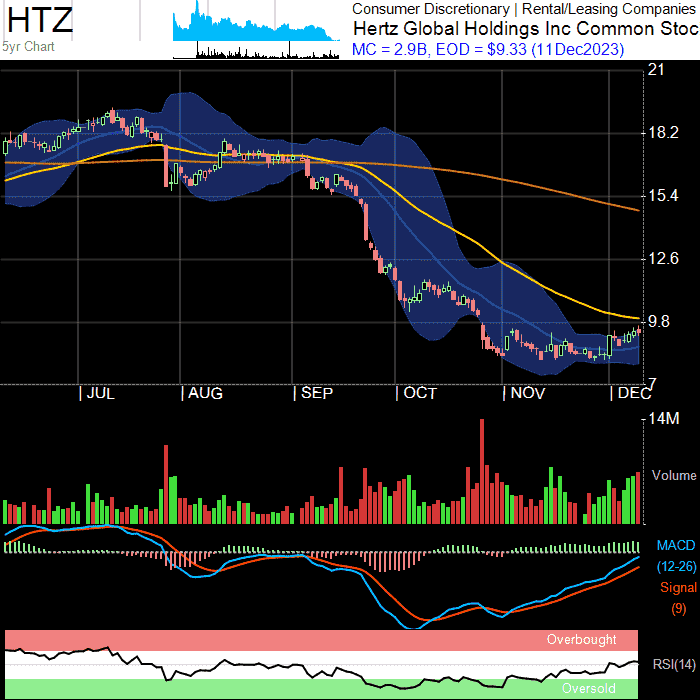 HTZ
5yr Chart
Consumer Discretionary | Rental/Leasing Companies
Hertz Global Holdings Inc Common Stoc
MC = 2.9B, EOD = $9.33 (11Dec2023)
21
18.2
15.4
12.6
9.8
7
JUL AUG SEP OCT NOV DEC
14M
Volume
MACD
(12-26)
Signal
(9)
Overbought
RSI(14)
Oversold